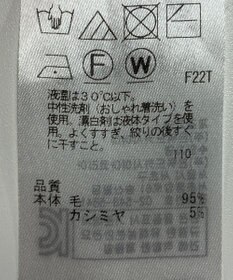 F22T
液温は30℃以下。
中性洗剤(おしゃれ着洗い)を
使用。漂白剤は液体タイプを使
用。よくすすぎ、絞りの後すぐ
に干すこと。
110
品質
本体 毛 95%
カシミヤ 5%